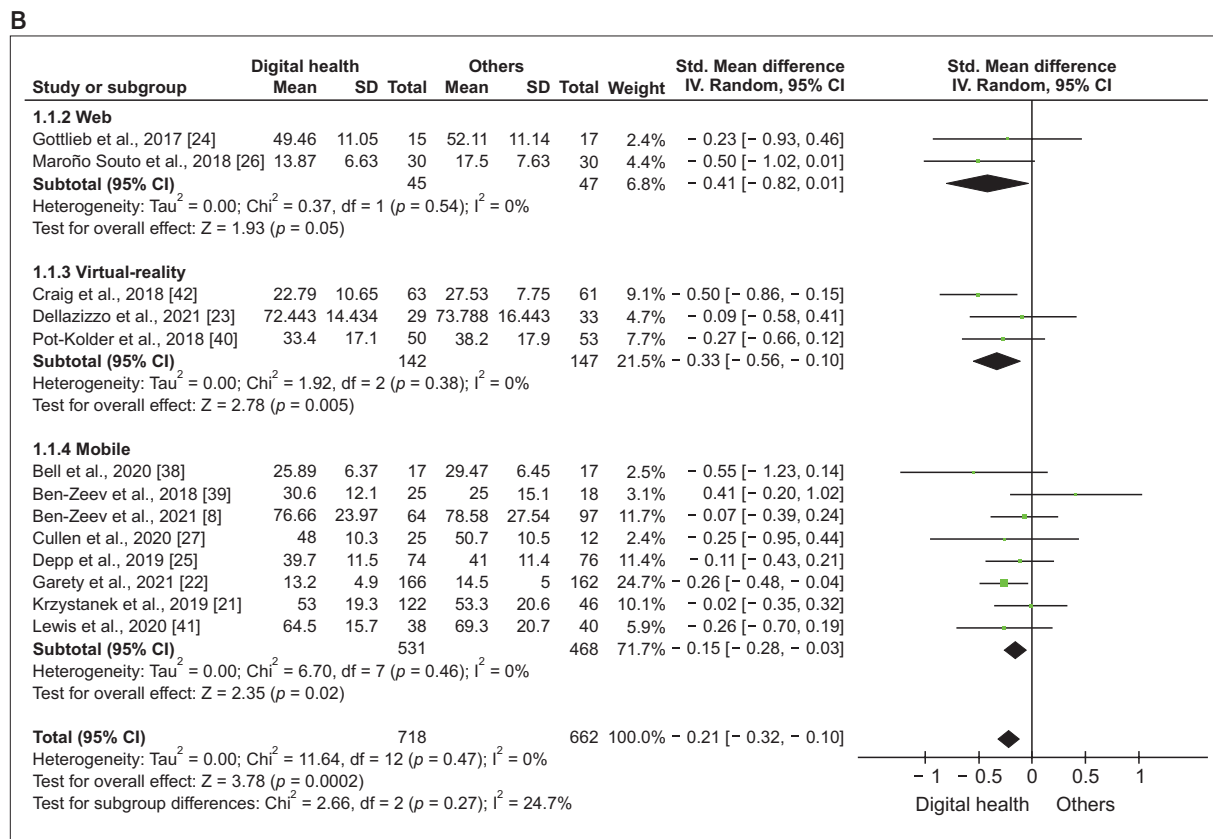 B
Digital health Others Std. Mean difference Std. Mean difference
Study or subgroup Mean SD Total Mean SD Total Weight IV. Random, 95% CI IV. Random, 95% CI
1.1.2 Web
Gottlieb et al., 2017 [24] 49.46 11.05 15 52.11 11.14 17 2.4% − 0.23 [− 0.93, 0.46]
Maroño Souto et al., 2018 [26] 13.87 6.63 30 17.5 7.63 30 4.4% − 0.50 [− 1.02, 0.01]
Subtotal (95% CI) 45 47 6.8% − 0.41 [− 0.82, 0.01]
Heterogeneity: Tau² = 0.00; Chi² = 0.37, df = 1 (p = 0.54); I² = 0%
Test for overall effect: Z = 1.93 (p = 0.05)
1.1.3 Virtual-reality
Craig et al., 2018 [42] 22.79 10.65 63 27.53 7.75 61 9.1% − 0.50 [− 0.86, − 0.15]
Dellazizzo et al., 2021 [23] 72.443 14.434 29 73.788 16.443 33 4.7% − 0.09 [− 0.58, 0.41]
Pot-Kolder et al., 2018 [40] 33.4 17.1 50 38.2 17.9 53 7.7% − 0.27 [− 0.66, 0.12]
Subtotal (95% CI) 142 147 21.5% − 0.33 [− 0.56, − 0.10]
Heterogeneity: Tau² = 0.00; Chi² = 1.92, df = 2 (p = 0.38); I² = 0%
Test for overall effect: Z = 2.78 (p = 0.005)
1.1.4 Mobile
Bell et al., 2020 [38] 25.89 6.37 17 29.47 6.45 17 2.5% − 0.55 [− 1.23, 0.14]
Ben-Zeev et al., 2018 [39] 30.6 12.1 25 25 15.1 18 3.1% 0.41 [− 0.20, 1.02]
Ben-Zeev et al., 2021 [8] 76.66 23.97 64 78.58 27.54 97 11.7% − 0.07 [− 0.39, 0.24]
Cullen et al., 2020 [27] 48 10.3 25 50.7 10.5 12 2.4% − 0.25 [− 0.95, 0.44]
Depp et al., 2019 [25] 39.7 11.5 74 41 11.4 76 11.4% − 0.11 [− 0.43, 0.21]
Garety et al., 2021 [22] 13.2 4.9 166 14.5 5 162 24.7% − 0.26 [− 0.48, − 0.04]
Krzystanek et al., 2019 [21] 53 19.3 122 53.3 20.6 46 10.1% − 0.02 [− 0.35, 0.32]
Lewis et al., 2020 [41] 64.5 15.7 38 69.3 20.7 40 5.9% − 0.26 [− 0.70, 0.19]
Subtotal (95% CI) 531 468 71.7% − 0.15 [− 0.28, − 0.03]
Heterogeneity: Tau² = 0.00; Chi² = 6.70, df = 7 (p = 0.46); I² = 0%
Test for overall effect: Z = 2.35 (p = 0.02)
Total (95% CI) 718 662 100.0% − 0.21 [− 0.32, − 0.10]
Heterogeneity: Tau² = 0.00; Chi² = 11.64, df = 12 (p = 0.47); I² = 0%
Test for overall effect: Z = 3.78 (p = 0.0002)
Test for subgroup differences: Chi² = 2.66, df = 2 (p = 0.27); I² = 24.7%
− 1 − 0.5 0 0.5 1
Digital health Others